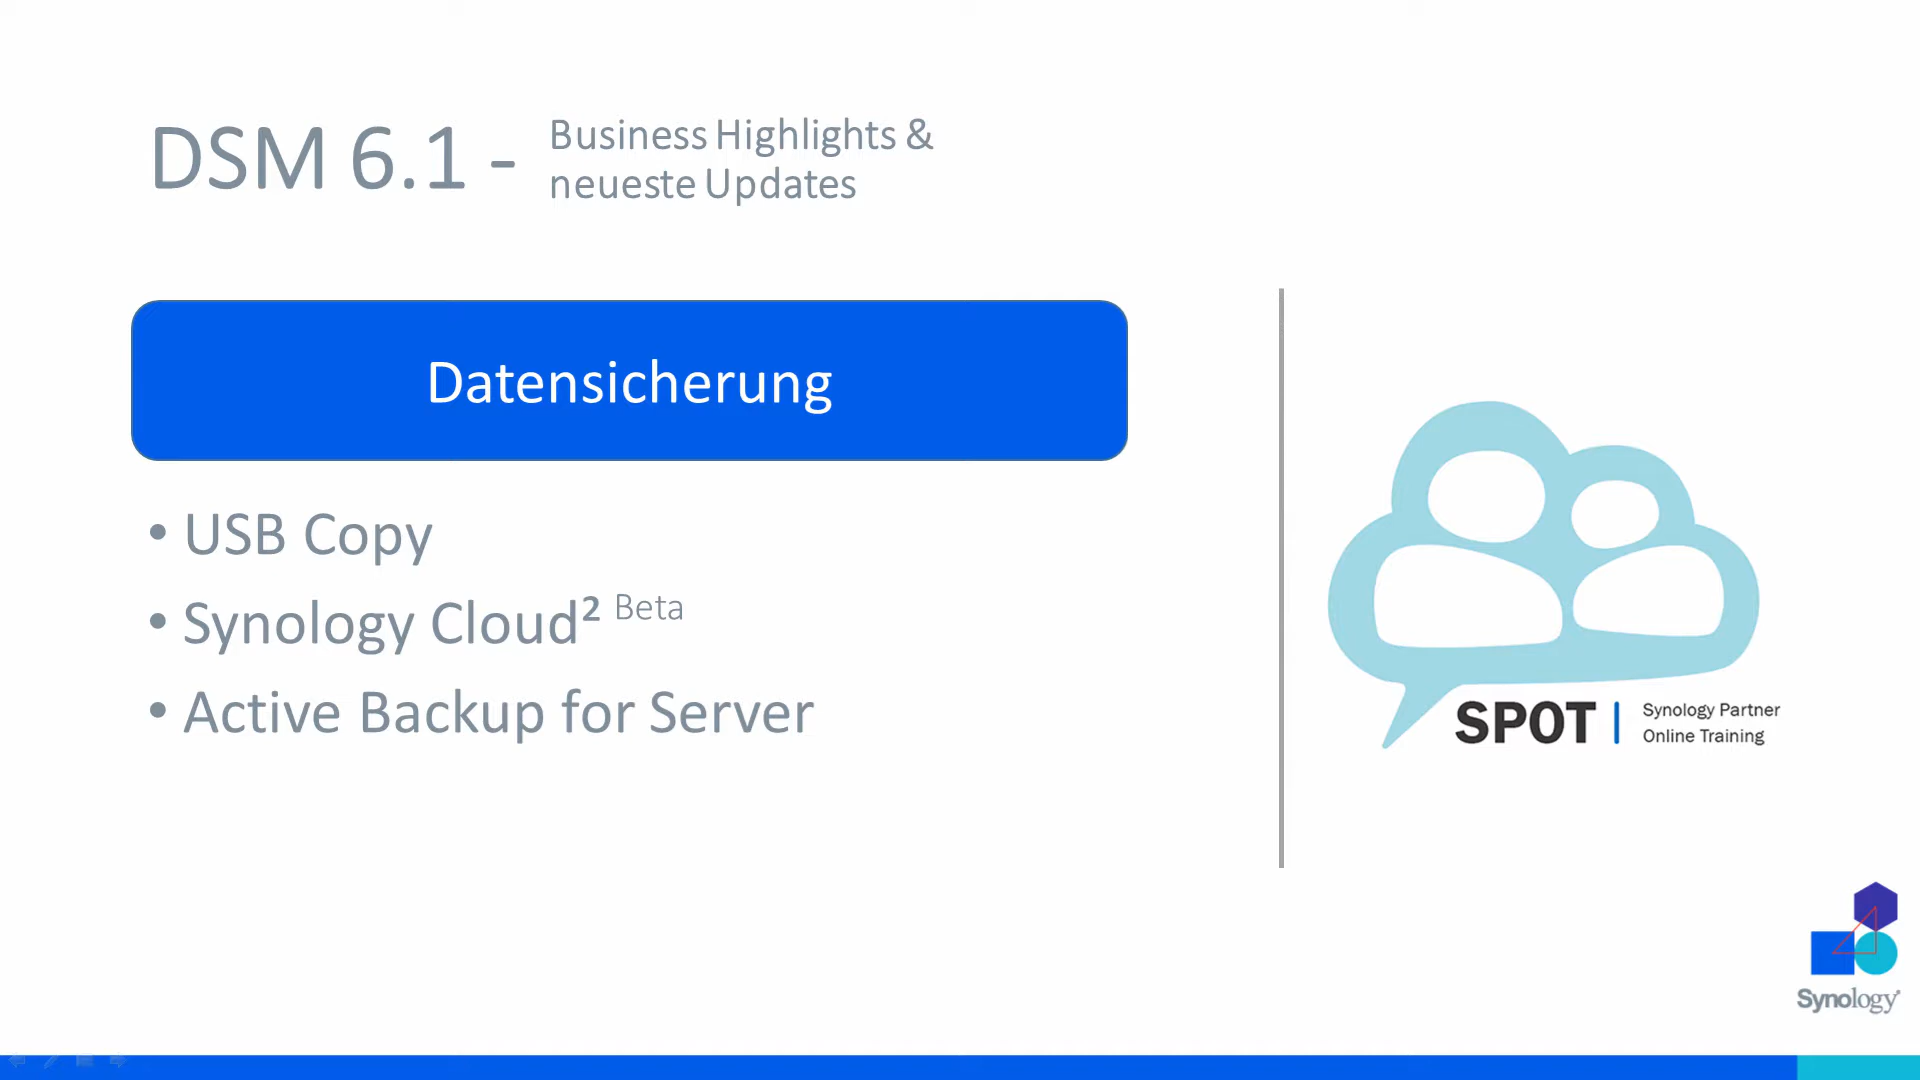 DSM 6.1 -
Business Highlights &
neueste Updates
Datensicherung
• USB Copy
• Synology Cloud² Beta
• Active Backup for Server
SPOT
Synology Partner
Online Training
Synology